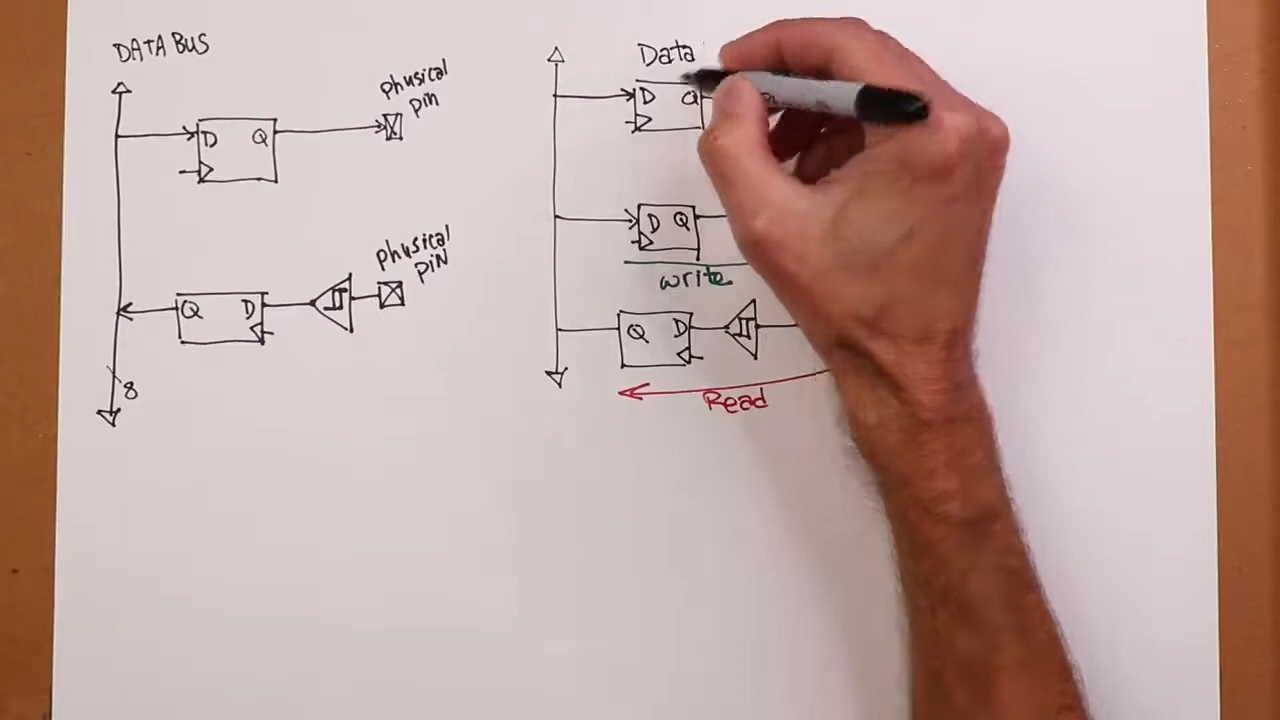 DATA BUS
physical
pin
D Q
physical
piN
Q D
8
Data
D Q
D Q
write
Q D
Read